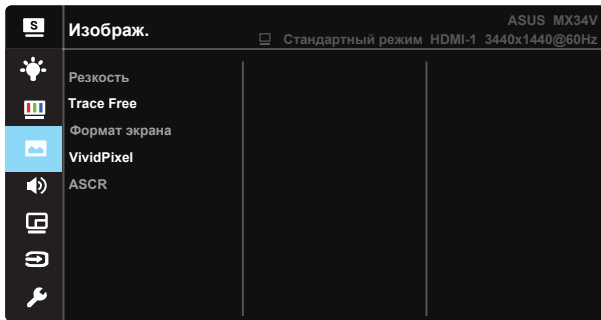 S
Изображ.
ASUS MX34V
Стандартный режим HDMI-1 3440x1440@60Hz
Резкость
Trace Free
Формат экрана
VividPixel
ASCR